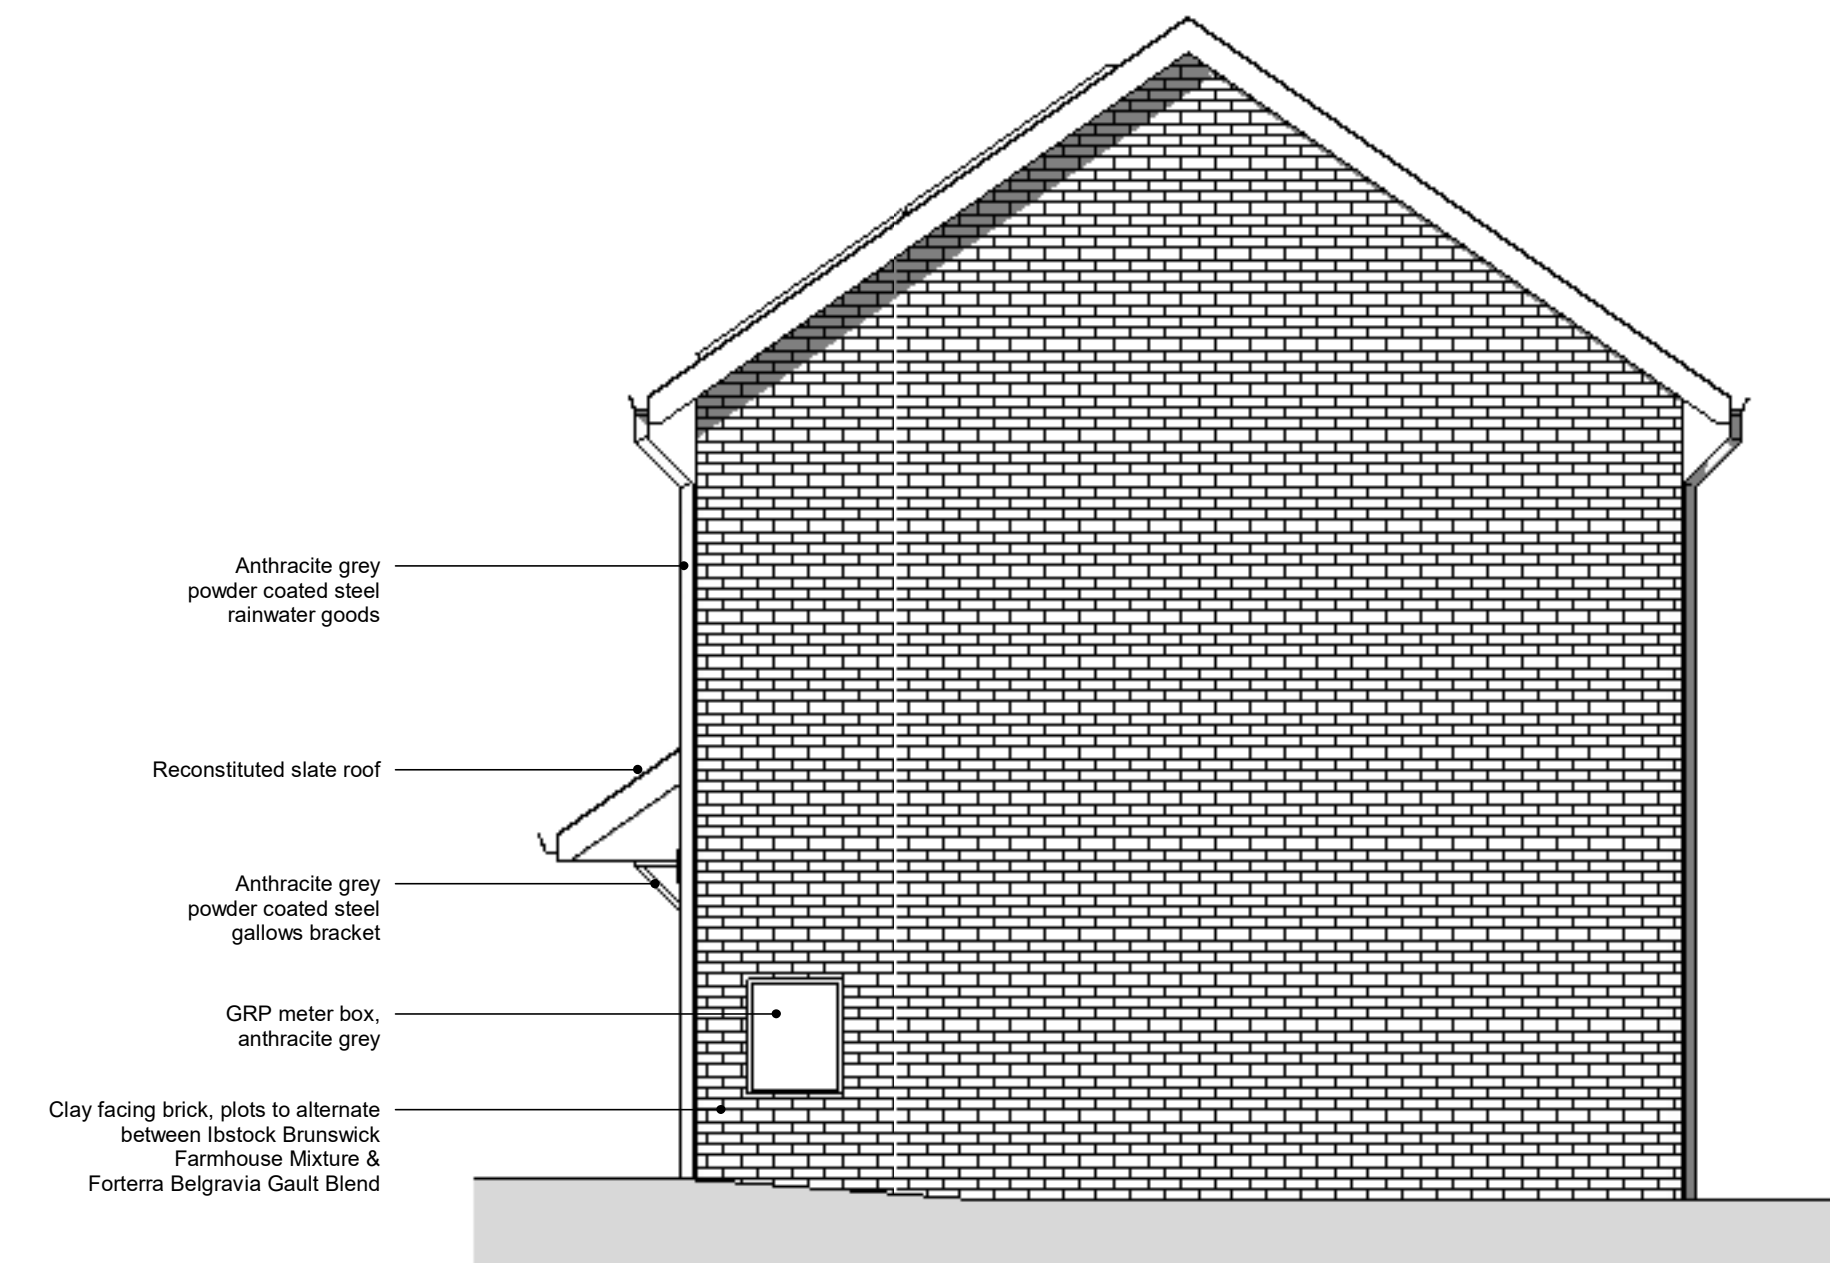 Anthracite grey
powder coated steel
rainwater goods
Reconstituted slate roof
Anthracite grey
powder coated steel
gallows bracket
GRP meter box,
anthracite grey
Clay facing brick, plots to alternate
between Ibstock Brunswick
Farmhouse Mixture &
Forterra Belgravia Gault Blend